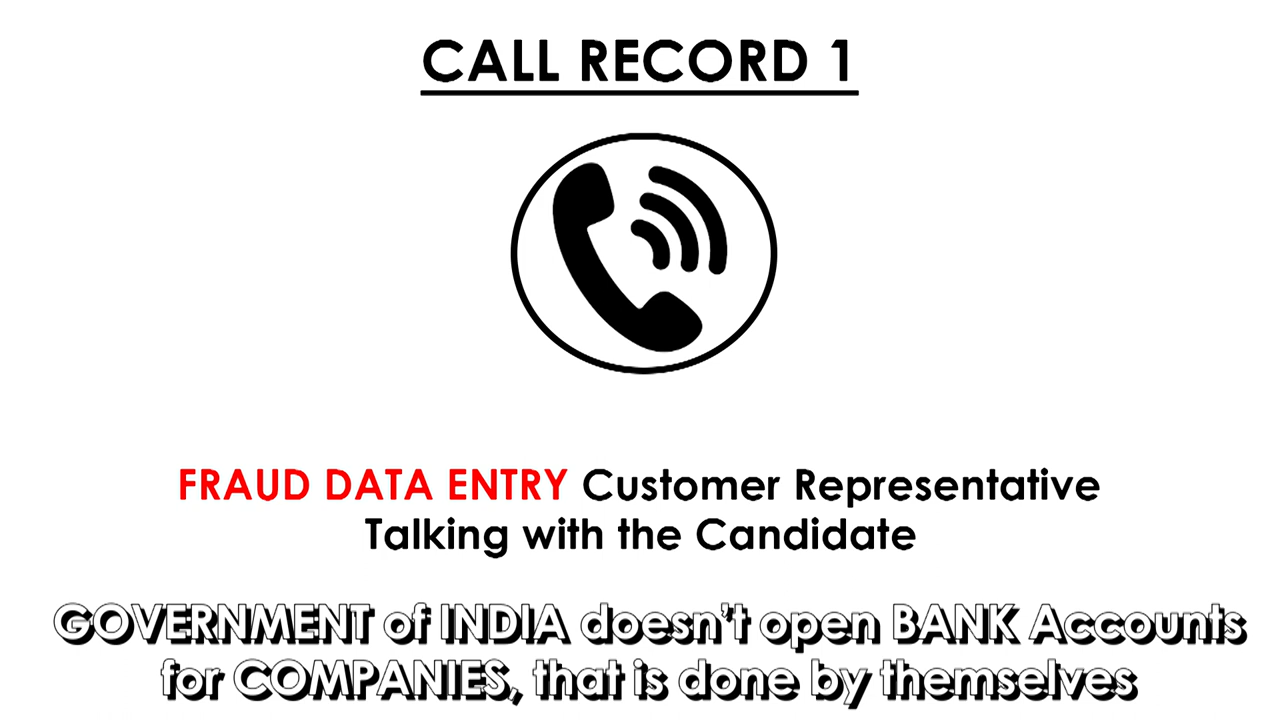 CALL RECORD 1
FRAUD DATA ENTRY Customer Representative
Talking with the Candidate
GOVERNMENT of INDIA doesn't open BANK Accounts
for COMPANIES, that is done by themselves